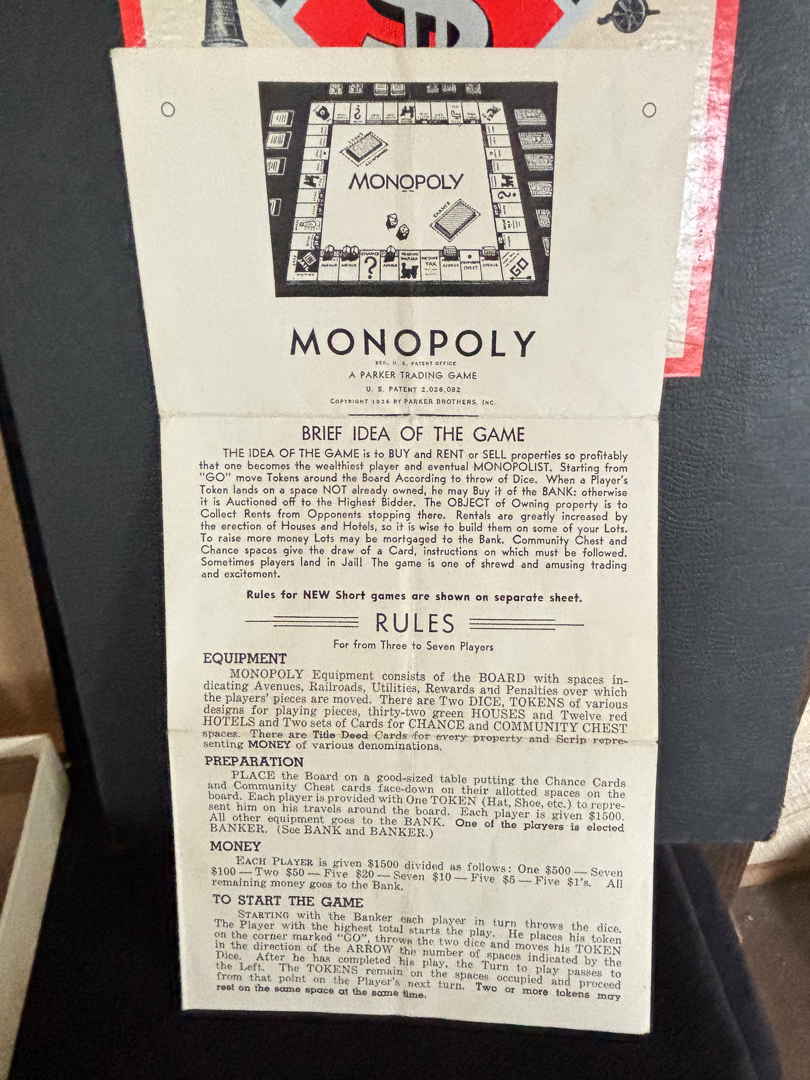 $
MONOPOLY
CHANCE
CHANCE
?
INCOME
TAX
GO
MONOPOLY
REG. U. S. PATENT OFFICE
A PARKER TRADING GAME
U. S. PATENT 2,026,082
COPYRIGHT 1936 BY PARKER BROTHERS, INC.
BRIEF IDEA OF THE GAME
THE IDEA OF THE GAME is to BUY and RENT or SELL properties so profitably
that one becomes the wealthiest player and eventual MONOPOLIST. Starting from
"GO" move Tokens around the Board According to throw of Dice. When a Player's
Token lands on a space NOT already owned, he may Buy it of the BANK: otherwise
it is Auctioned off to the Highest Bidder. The OBJECT of Owning property is to
Collect Rents from Opponents stopping there. Rentals are greatly increased by
the erection of Houses and Hotels, so it is wise to build them on some of your Lots.
To raise more money Lots may be mortgaged to the Bank. Community Chest and
Chance spaces give the draw of a Card, instructions on which must be followed.
Sometimes players land in Jail! The game is one of shrewd and amusing trading
and excitement.
Rules for NEW Short games are shown on separate sheet.
RULES
For from Three to Seven Players
EQUIPMENT
MONOPOLY Equipment consists of the BOARD with spaces in-
dicating Avenues, Railroads, Utilities, Rewards and Penalties over which
the players' pieces are moved. There are Two DICE, TOKENS of various
designs for playing pieces, thirty-two green HOUSES and Twelve red
HOTELS and Two sets of Cards for CHANCE and COMMUNITY CHEST
spaces. There are Title Deed Cards for every property and Scrip repre-
senting MONEY of various denominations.
PREPARATION
PLACE the Board on a good-sized table putting the Chance Cards
and Community Chest cards face-down on their allotted spaces on the
board. Each player is provided with One TOKEN (Hat, Shoe, etc.) to repre-
sent him on his travels around the board. Each player is given $1500.
All other equipment goes to the BANK. One of the players is elected
BANKER. (See BANK and BANKER.)
MONEY
EACH PLAYER is given $1500 divided as follows: One $500 — Seven
$100 — Two $50 — Five $20 — Seven $10 — Five $5 — Five $1's. All
remaining money goes to the Bank.
TO START THE GAME
STARTING with the Banker each player in turn throws the dice.
The Player with the highest total starts the play. He places his token
on the corner marked "GO", throws the two dice and moves his TOKEN
in the direction of the ARROW the number of spaces indicated by the
Dice. After he has completed his play, the Turn to play passes to
the Left. The TOKENS remain on the spaces occupied and proceed
from that point on the Player's next turn. Two or more tokens may
rest on the same space at the same time.